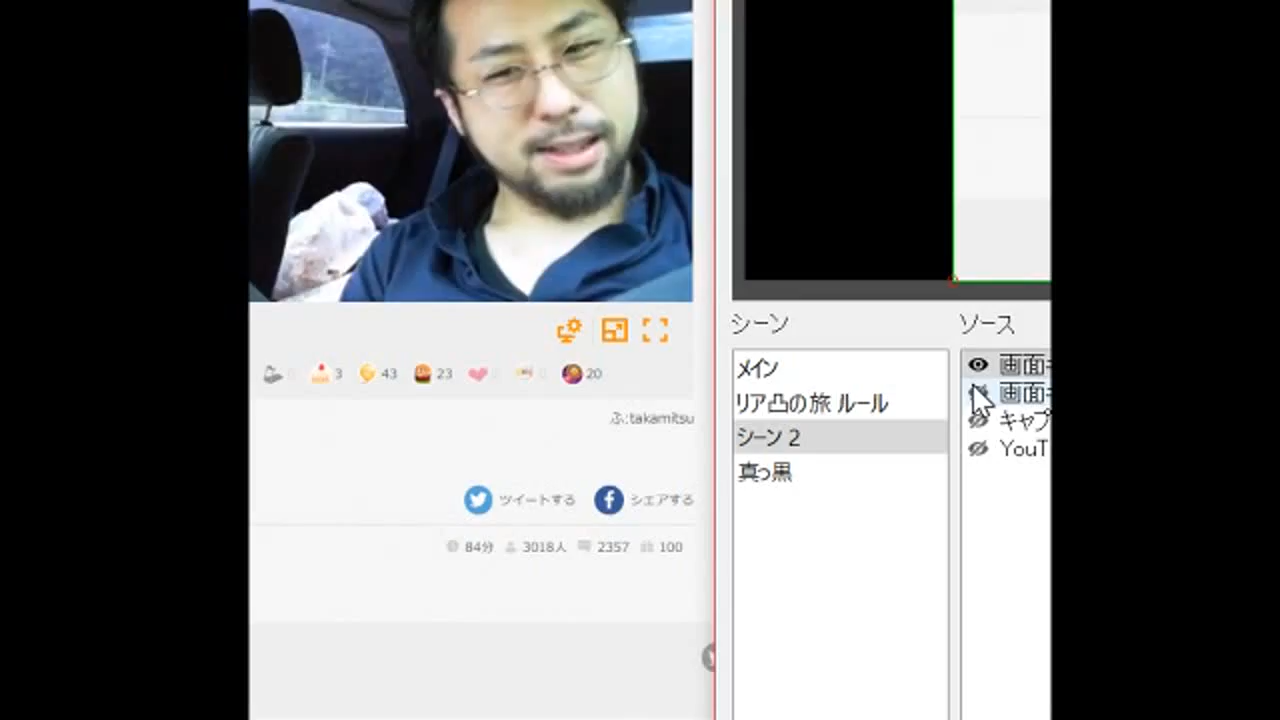 3 43 23 20
ふ:takamitsu
ツイートする シェアする
84分 3018人 2357 100
シーン
メイン
リア凸の旅 ルール
シーン 2
真っ黒
ソース
画面キ
画面キ
キャプ
YouT